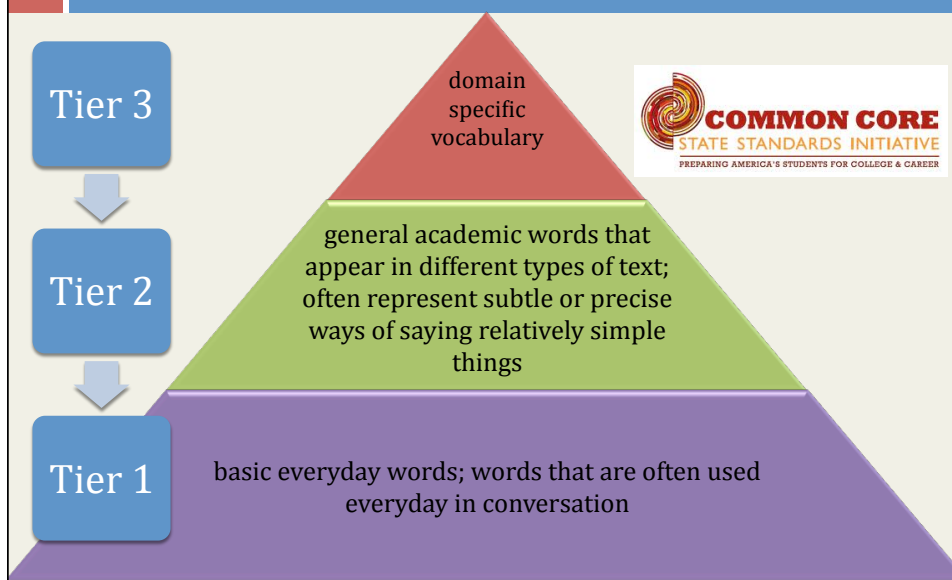 Tier 3
domain
specific
vocabulary
COMMON CORE
STATE STANDARDS INITIATIVE
PREPARING AMERICA'S STUDENTS FOR COLLEGE & CAREER
Tier 2
general academic words that
appear in different types of text;
often represent subtle or precise
ways of saying relatively simple
things
Tier 1
basic everyday words; words that are often used
everyday in conversation